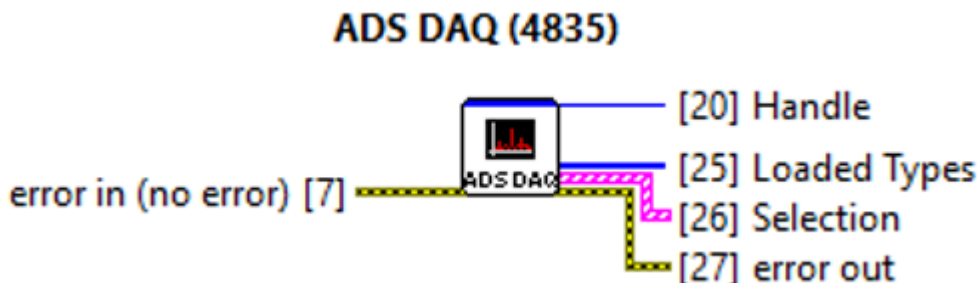 ADS DAQ (4835)
[20] Handle
ADS DAQ
[25] Loaded Types
error in (no error) [7]
[26] Selection
[27] error out